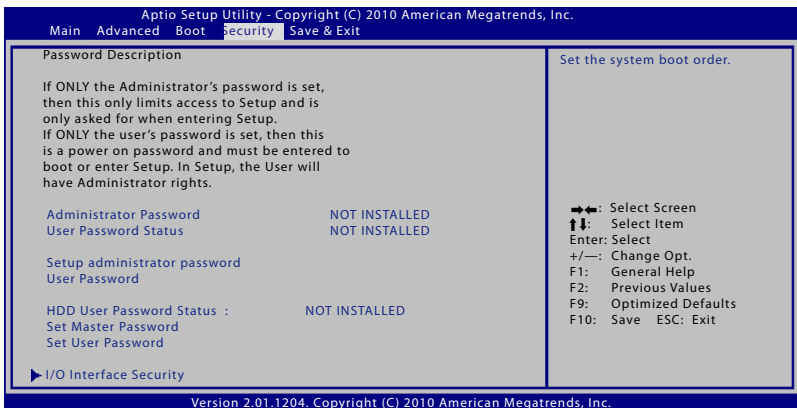 Aptio Setup Utility - Copyright (C) 2010 American Megatrends, Inc.
Main Advanced Boot Security Save & Exit
Password Description
If ONLY the Administrator's password is set,
then this only limits access to Setup and is
only asked for when entering Setup.
If ONLY the user's password is set, then this
is a power on password and must be entered to
boot or enter Setup. In Setup, the User will
have Administrator rights.
Administrator Password NOT INSTALLED
User Password Status NOT INSTALLED
Setup administrator password
User Password
HDD User Password Status : NOT INSTALLED
Set Master Password
Set User Password
I/O Interface Security
Set the system boot order.
→←: Select Screen
↑↓: Select Item
Enter: Select
+/—: Change Opt.
F1: General Help
F2: Previous Values
F9: Optimized Defaults
F10: Save ESC: Exit
Version 2.01.1204. Copyright (C) 2010 American Megatrends, Inc.